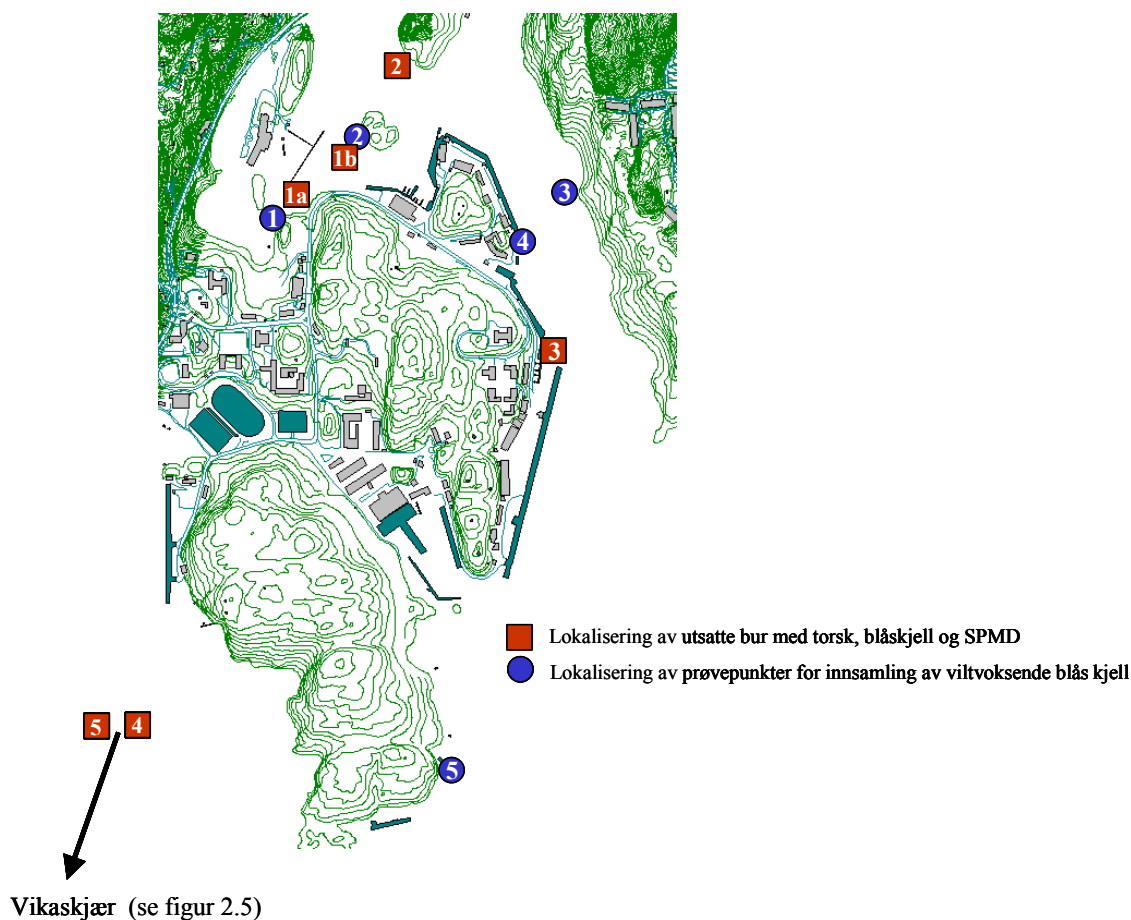 2
2
1b
1a
3
1
4
3
Lokalisering av utsatte bur med torsk, blåskjell og SPMD
Lokalisering av prøvepunkter for innsamling av viltvoksende blås kjell
5 4
5
Vikaskjær (se figur 2.5)